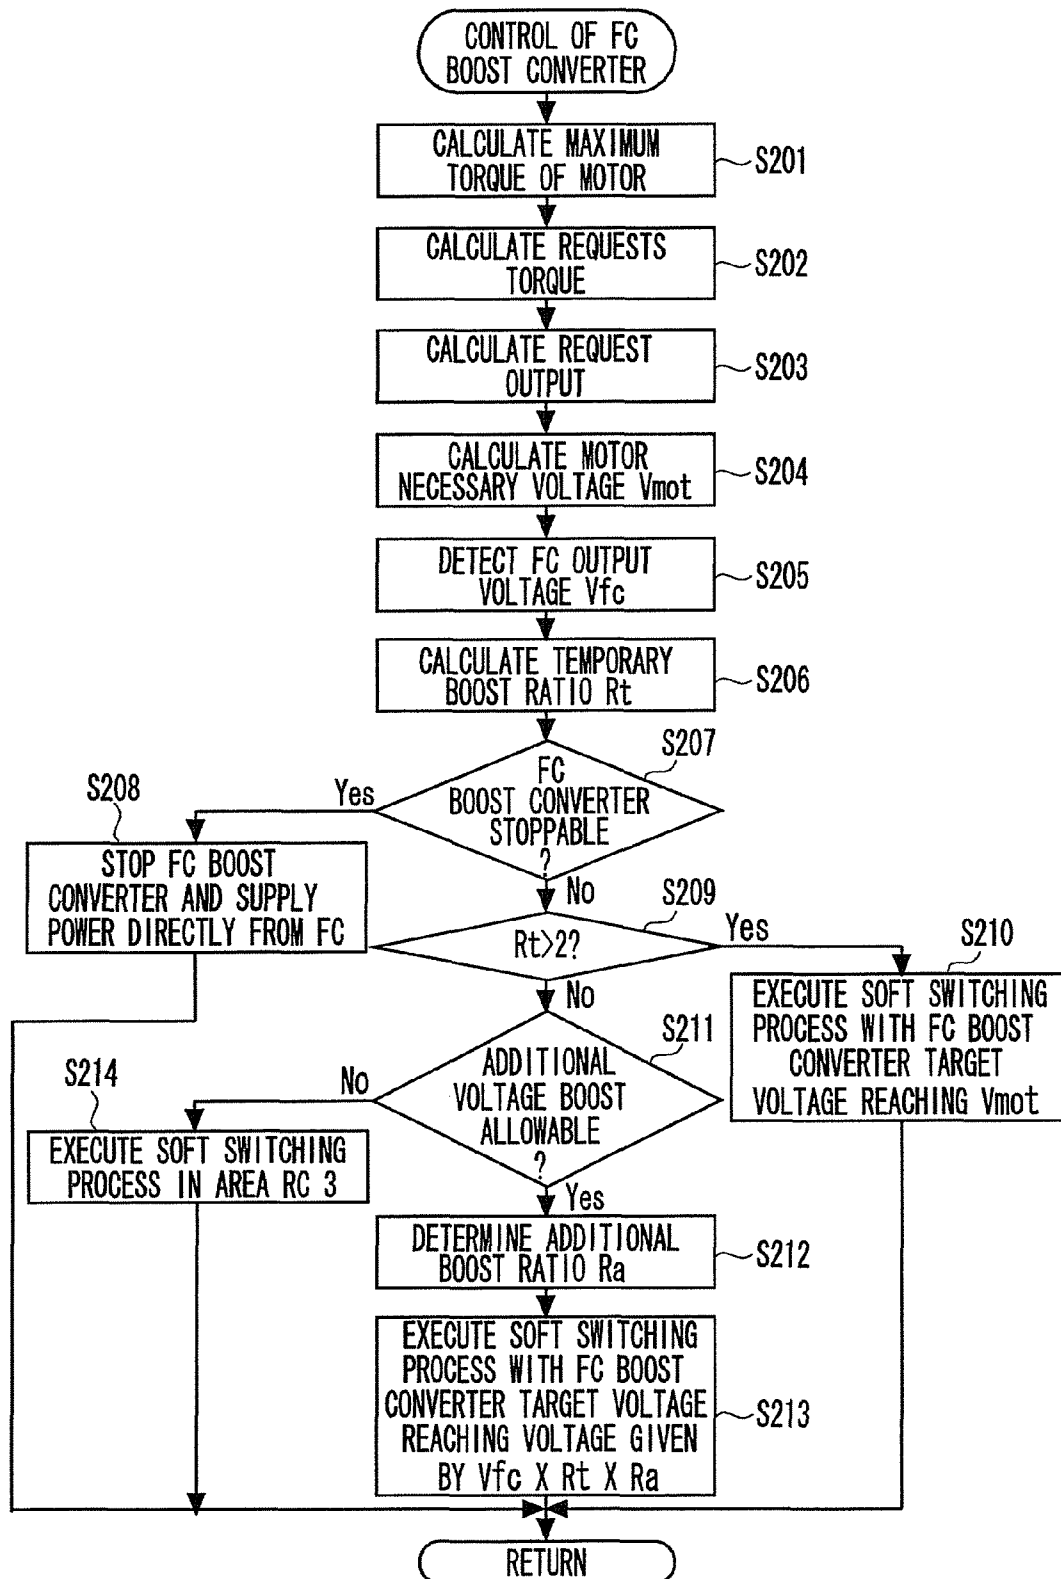 CONTROL OF FC
BOOST CONVERTER
CALCULATE MAXIMUM
TORQUE OF MOTOR
S201
CALCULATE REQUESTS
TORQUE
S202
CALCULATE REQUEST
OUTPUT
S203
CALCULATE MOTOR
NECESSARY VOLTAGE Vmot
S204
DETECT FC OUTPUT
VOLTAGE Vfc
S205
CALCULATE TEMPORARY
BOOST RATIO Rt
S206
S207
FC
BOOST CONVERTER
STOPPABLE
?
Yes
No
S208
STOP FC BOOST
CONVERTER AND SUPPLY
POWER DIRECTLY FROM FC
S209
Rt>2?
Yes
No
S210
EXECUTE SOFT SWITCHING
PROCESS WITH FC BOOST
CONVERTER TARGET
VOLTAGE REACHING Vmot
S211
ADDITIONAL
VOLTAGE BOOST
ALLOWABLE
?
No
Yes
S214
EXECUTE SOFT SWITCHING
PROCESS IN AREA RC 3
DETERMINE ADDITIONAL
BOOST RATIO Ra
S212
EXECUTE SOFT SWITCHING
PROCESS WITH FC BOOST
CONVERTER TARGET VOLTAGE
REACHING VOLTAGE GIVEN
BY Vfc X Rt X Ra
S213
RETURN